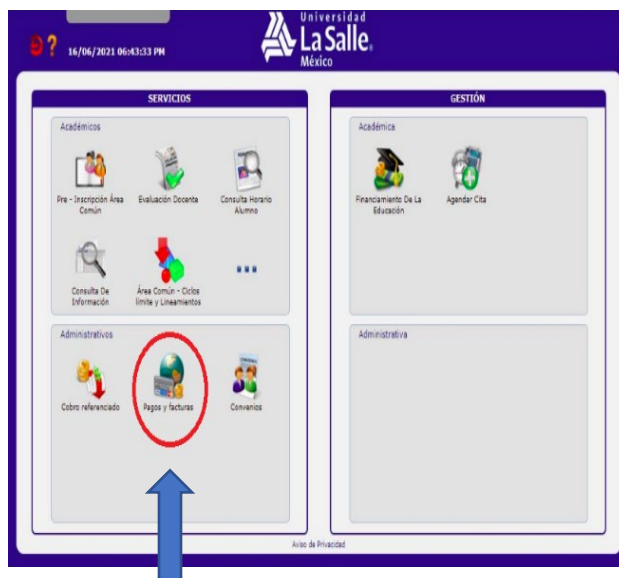 Universidad
La Salle®
México
16/06/2021 06:43:33 PM
SERVICIOS
Académicos
Pre - Inscripción Área
Común
Evaluación Docente
Consulta Horario
Alumno
Consulta De
Información
Área Común - Ciclos
límite y Lineamientos
...
Administrativos
Cobro referenciado
Pagos y facturas
Convenios
GESTIÓN
Académica
Financiamiento De La
Educación
Agendar Cita
Administrativa
Aviso de Privacidad